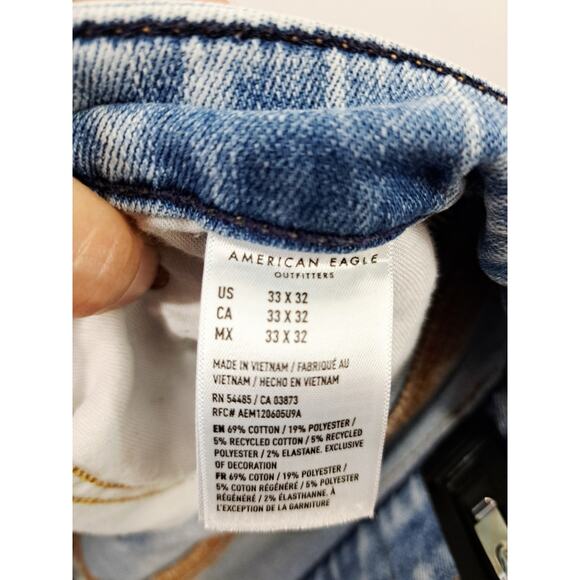 AMERICAN EAGLE
OUTFITTERS
US 33 X 32
CA 33 X 32
MX 33 X 32
MADE IN VIETNAM / FABRIQUÉ AU
VIETNAM / HECHO EN VIETNAM
RN 54485 / CA 03873
RFC# AEM120605U9A
EN 69% COTTON / 19% POLYESTER /
5% RECYCLED COTTON / 5% RECYCLED
POLYESTER / 2% ELASTANE. EXCLUSIVE
OF DECORATION
FR 69% COTON / 19% POLYESTER /
5% COTON RÉGÉNÉRÉ / 5% POLYESTER
RÉGÉNÉRÉ / 2% ÉLASTHANNE. À
L'EXCEPTION DE LA GARNITURE